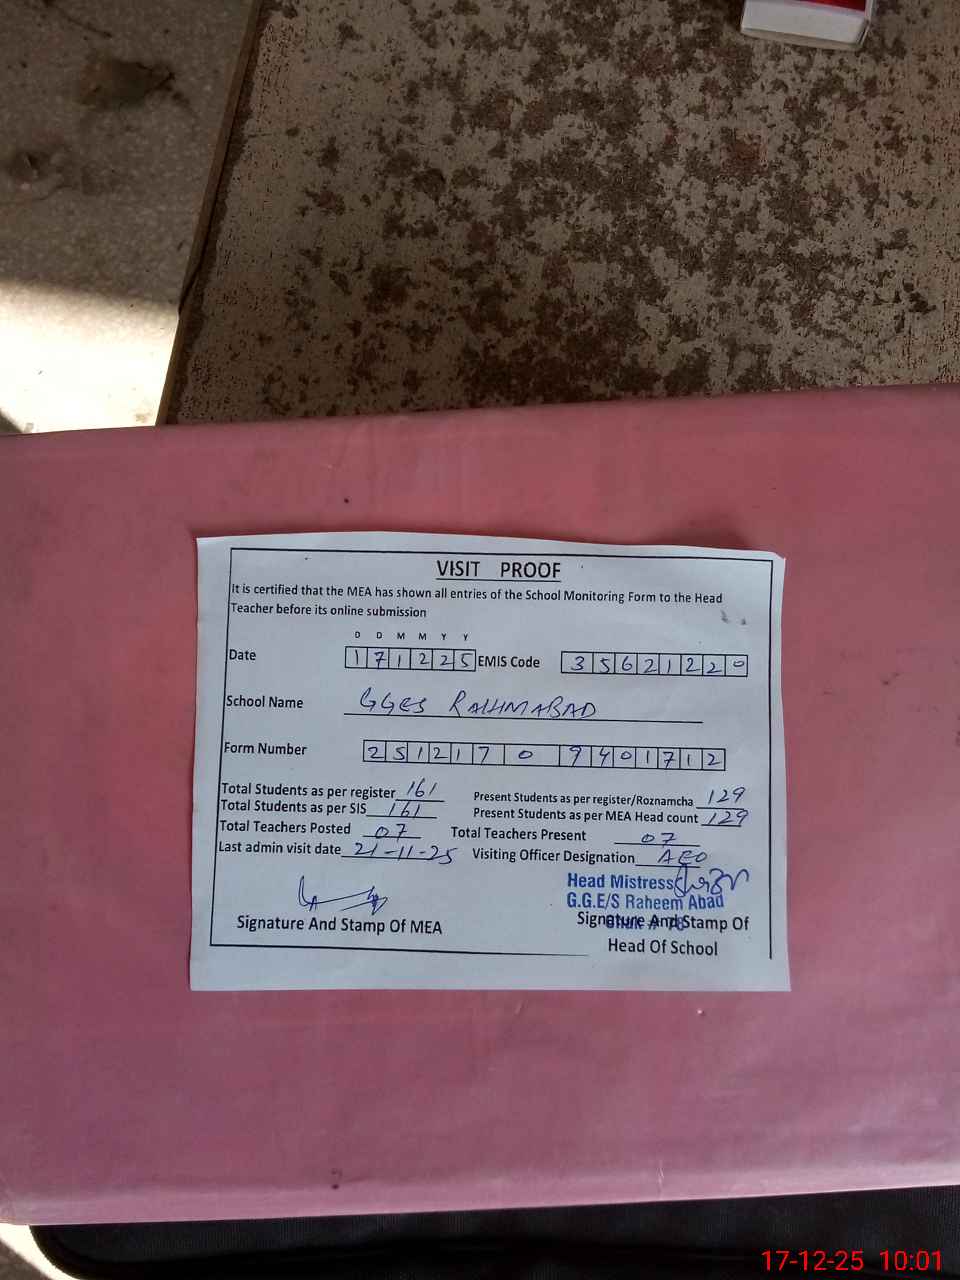 VISIT PROOF
It is certified that the MEA has shown all entries of the School Monitoring Form to the Head
Teacher before its online submission
D D M M Y Y
Date 1 7 1 2 2 5 EMIS Code 3 5 6 2 1 2 2 0
School Name GGES RAHIMABAD
Form Number 2 5 1 2 1 7 0 9 4 0 1 7 1 2
Total Students as per register 161 Present Students as per register/Roznamcha 129
Total Students as per SIS 161 Present Students as per MEA Head count 129
Total Teachers Posted 07 Total Teachers Present 07
Last admin visit date 21-11-25 Visiting Officer Designation AEO
Head Mistress
G.G.E/S Raheem Abad
Chak # 78
Signature And Stamp Of MEA Signature And Stamp Of
Head Of School
17-12-25 10:01